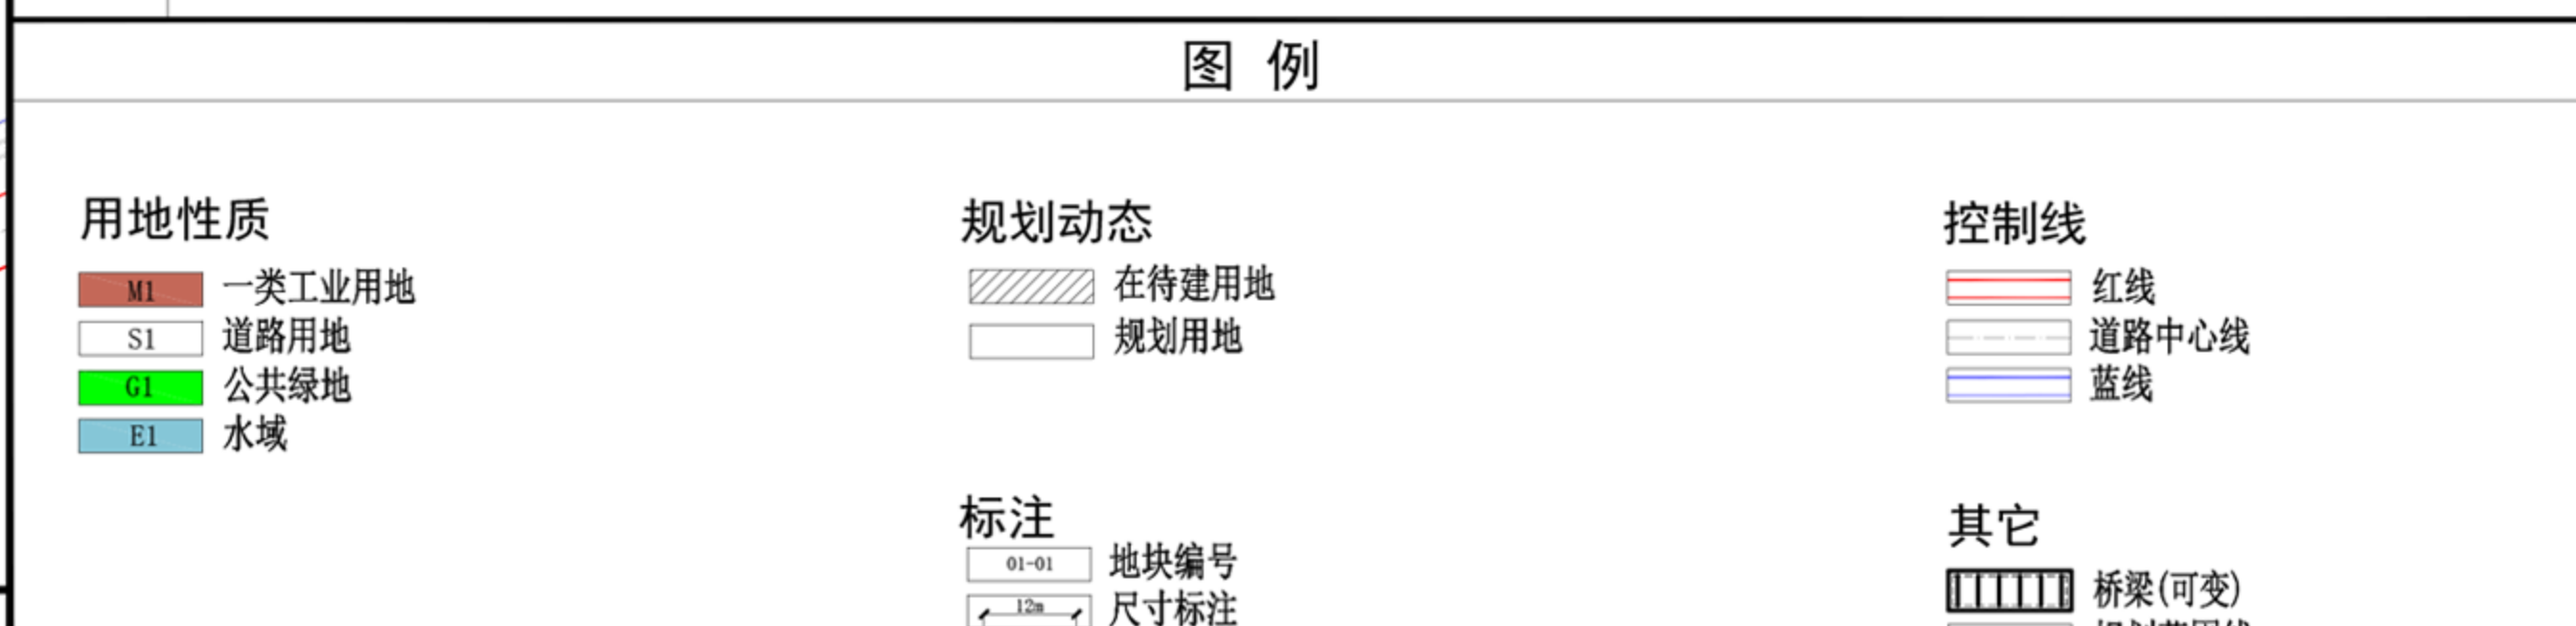 图 例
用地性质
M1 一类工业用地
S1 道路用地
G1 公共绿地
E1 水域
规划动态
在待建用地
规划用地
标注
01-01 地块编号
12m 尺寸标注
控制线
红线
道路中心线
蓝线
其它
桥梁(可变)